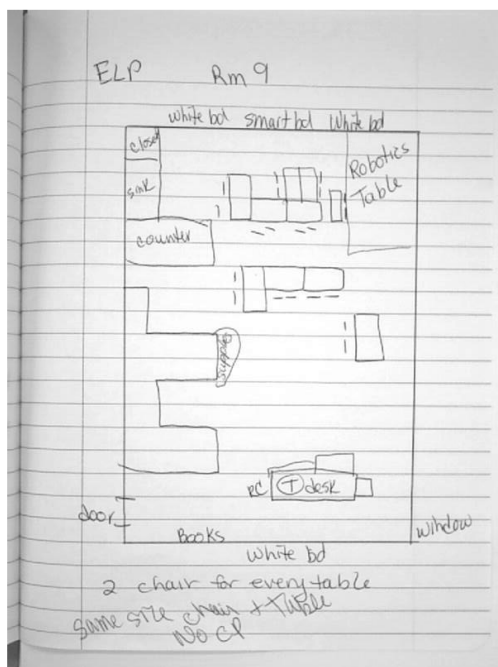 ELP Rm 9
White bd smart bd White bd
closet
sink
counter
Robotics
Table
RC T desk
door
Books
White bd
window
2 chair for every table
same size chair + table
No CP